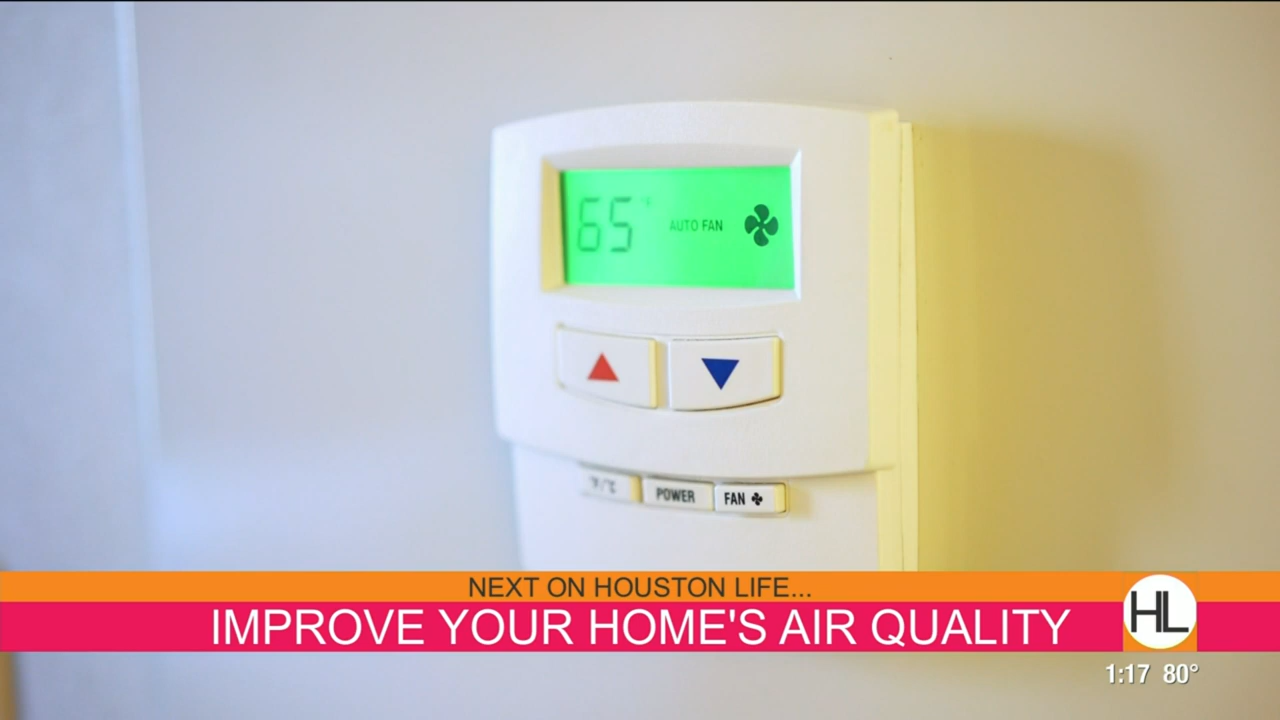 65 °F AUTO FAN
°F/°C POWER FAN
NEXT ON HOUSTON LIFE...
IMPROVE YOUR HOME'S AIR QUALITY
HL
1:17 80°